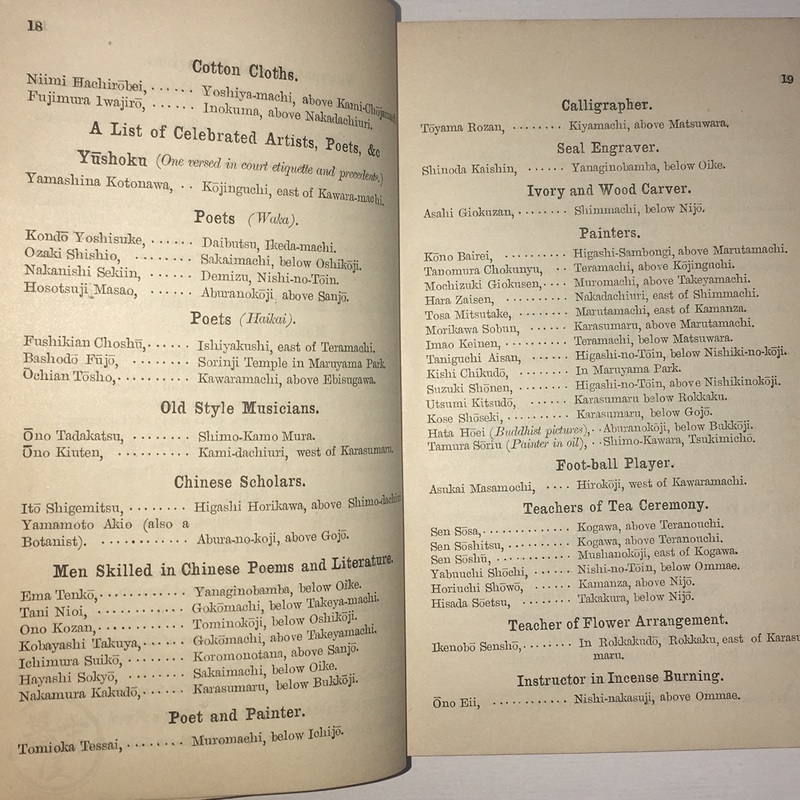 18
Cotton Cloths.
Niimi Hachirōbei, . . . . . . Yoshiya-machi, above Kami-Chōjamachi.
Fujimura Iwajirō, . . . . . . Inokuma, above Nakadachiuri.
A List of Celebrated Artists, Poets, &c
Yūshoku (One versed in court etiquette and precedents.)
Yamashina Kotonawa, . . Kōjinguchi, east of Kawara-machi.
Poets (Waka).
Kondō Yoshisuke, . . . . . . Daibutsu, Ikeda-machi.
Ozaki Shishio, . . . . . . . . Sakaimachi, below Oshikōji.
Nakanishi Sekiin, . . . . . . Demizu, Nishi-no-Tōin.
Hosotsuji Masao, . . . . . . Aburanokōji, above Sanjō.
Poets (Haikai).
Fushikian Choshū, . . . . . . Ishiyakushi, east of Teramachi.
Bashodō Fūjō, . . . . . . . . Sorinji Temple in Maruyama Park
Ōchian Tōsho, . . . . . . . . Kawaramachi, above Ebisugawa.
Old Style Musicians.
Ōno Tadakatsu, . . . . . . . . Shimo-Kamo Mura.
Ōno Kiuten, . . . . . . . . Kami-dachiuri, west of Karasumaru.
Chinese Scholars.
Itō Shigemitsu, . . . . . . . . Higashi Horikawa, above Shimo-dachiuri
Yamamoto Akio (also a
Botanist). . . . . . . . . . . . . Abura-no-koji, above Gojō.
Men Skilled in Chinese Poems and Literature.
Ema Tenkō, . . . . . . . . . . . Yanaginobamba, below Oike.
Tani Nioi, . . . . . . . . . . . Gokōmachi, below Takeya-machi.
Ono Kozan, . . . . . . . . . . . Tominokōji, below Oshikōji.
Kobayashi Takuya, . . . . . . Gokōmachi, above Takeyamachi.
Ichimura Suikō, . . . . . . . . Koromonotana, above Sanjō.
Hayashi Sokyō, . . . . . . . . Sakaimachi, below Oike.
Nakamura Kakudō, . . . . . . Karasumaru, below Bukkōji.
Poet and Painter.
Tomioka Tessai, . . . . . . . . Muromachi, below Ichijō.
19
Calligrapher.
Tōyama Rozan, . . . . . . . . Kiyamachi, above Matsuwara.
Seal Engraver.
Shinoda Kaishin, . . . . . . Yanaginobamba, below Oike.
Ivory and Wood Carver.
Asahi Giokuzan, . . . . . . . . Shimmachi, below Nijō.
Painters.
Kōno Bairei, . . . . . . . . . . . Higashi-Sambongi, above Marutamachi.
Tanomura Chokunyu, . . Teramachi, above Kōjinguchi.
Mochizuki Giokusen, . . . . Muromachi, above Takeyamachi.
Hara Zaisen, . . . . . . . . . . . Nakadachiuri, east of Shimmachi.
Tosa Mitsutake, . . . . . . . . Marutamachi, east of Kamanza.
Morikawa Sobun, . . . . . . Karasumaru, above Marutamachi.
Imao Keinen, . . . . . . . . . . . Teramachi, below Matsuwara.
Taniguchi Aisan, . . . . . . . . Higashi-no-Tōin, below Nishiki-no-kōji.
Kishi Chikudō, . . . . . . . . In Maruyama Park.
Suzuki Shōnen, . . . . . . . . Higashi-no-Tōin, above Nishikinokōji.
Utsumi Kitsudō, . . . . . . Karasumaru below Rokkaku.
Kose Shōseki, . . . . . . . . . . . Karasumaru, below Gojō.
Hata Hōei (Buddhist pictures), . . Aburanokōji, below Bukkōji.
Tamura Sōriu (Painter in oil), . . Shimo-Kawara, Tsukimichō.
Foot-ball Player.
Asukai Masamochi, . . . . Hirokōji, west of Kawaramachi.
Teachers of Tea Ceremony.
Sen Sōsa, . . . . . . . . . . . . . Kogawa, above Teranouchi.
Sen Sōshitsu, . . . . . . . . . . . Kogawa, above Teranouchi.
Sen Sōshū, . . . . . . . . . . . . . Mushanokōji, east of Kogawa.
Yabuuchi Shōchi, . . . . . . . . Nishi-no-Tōin, below Ommae.
Horiuchi Shōwō, . . . . . . Kamanza, above Nijō.
Hisada Sōetsu, . . . . . . . . . . . Takakura, below Nijō.
Teacher of Flower Arrangement.
Ikenobō Senshō, . . . . . . . . In Rokkakudō, Rokkaku, east of Karasu-
maru.
Instructor in Incense Burning.
Ōno Eii, . . . . . . . . . . . . Nishi-nakasuji, above Ommae.